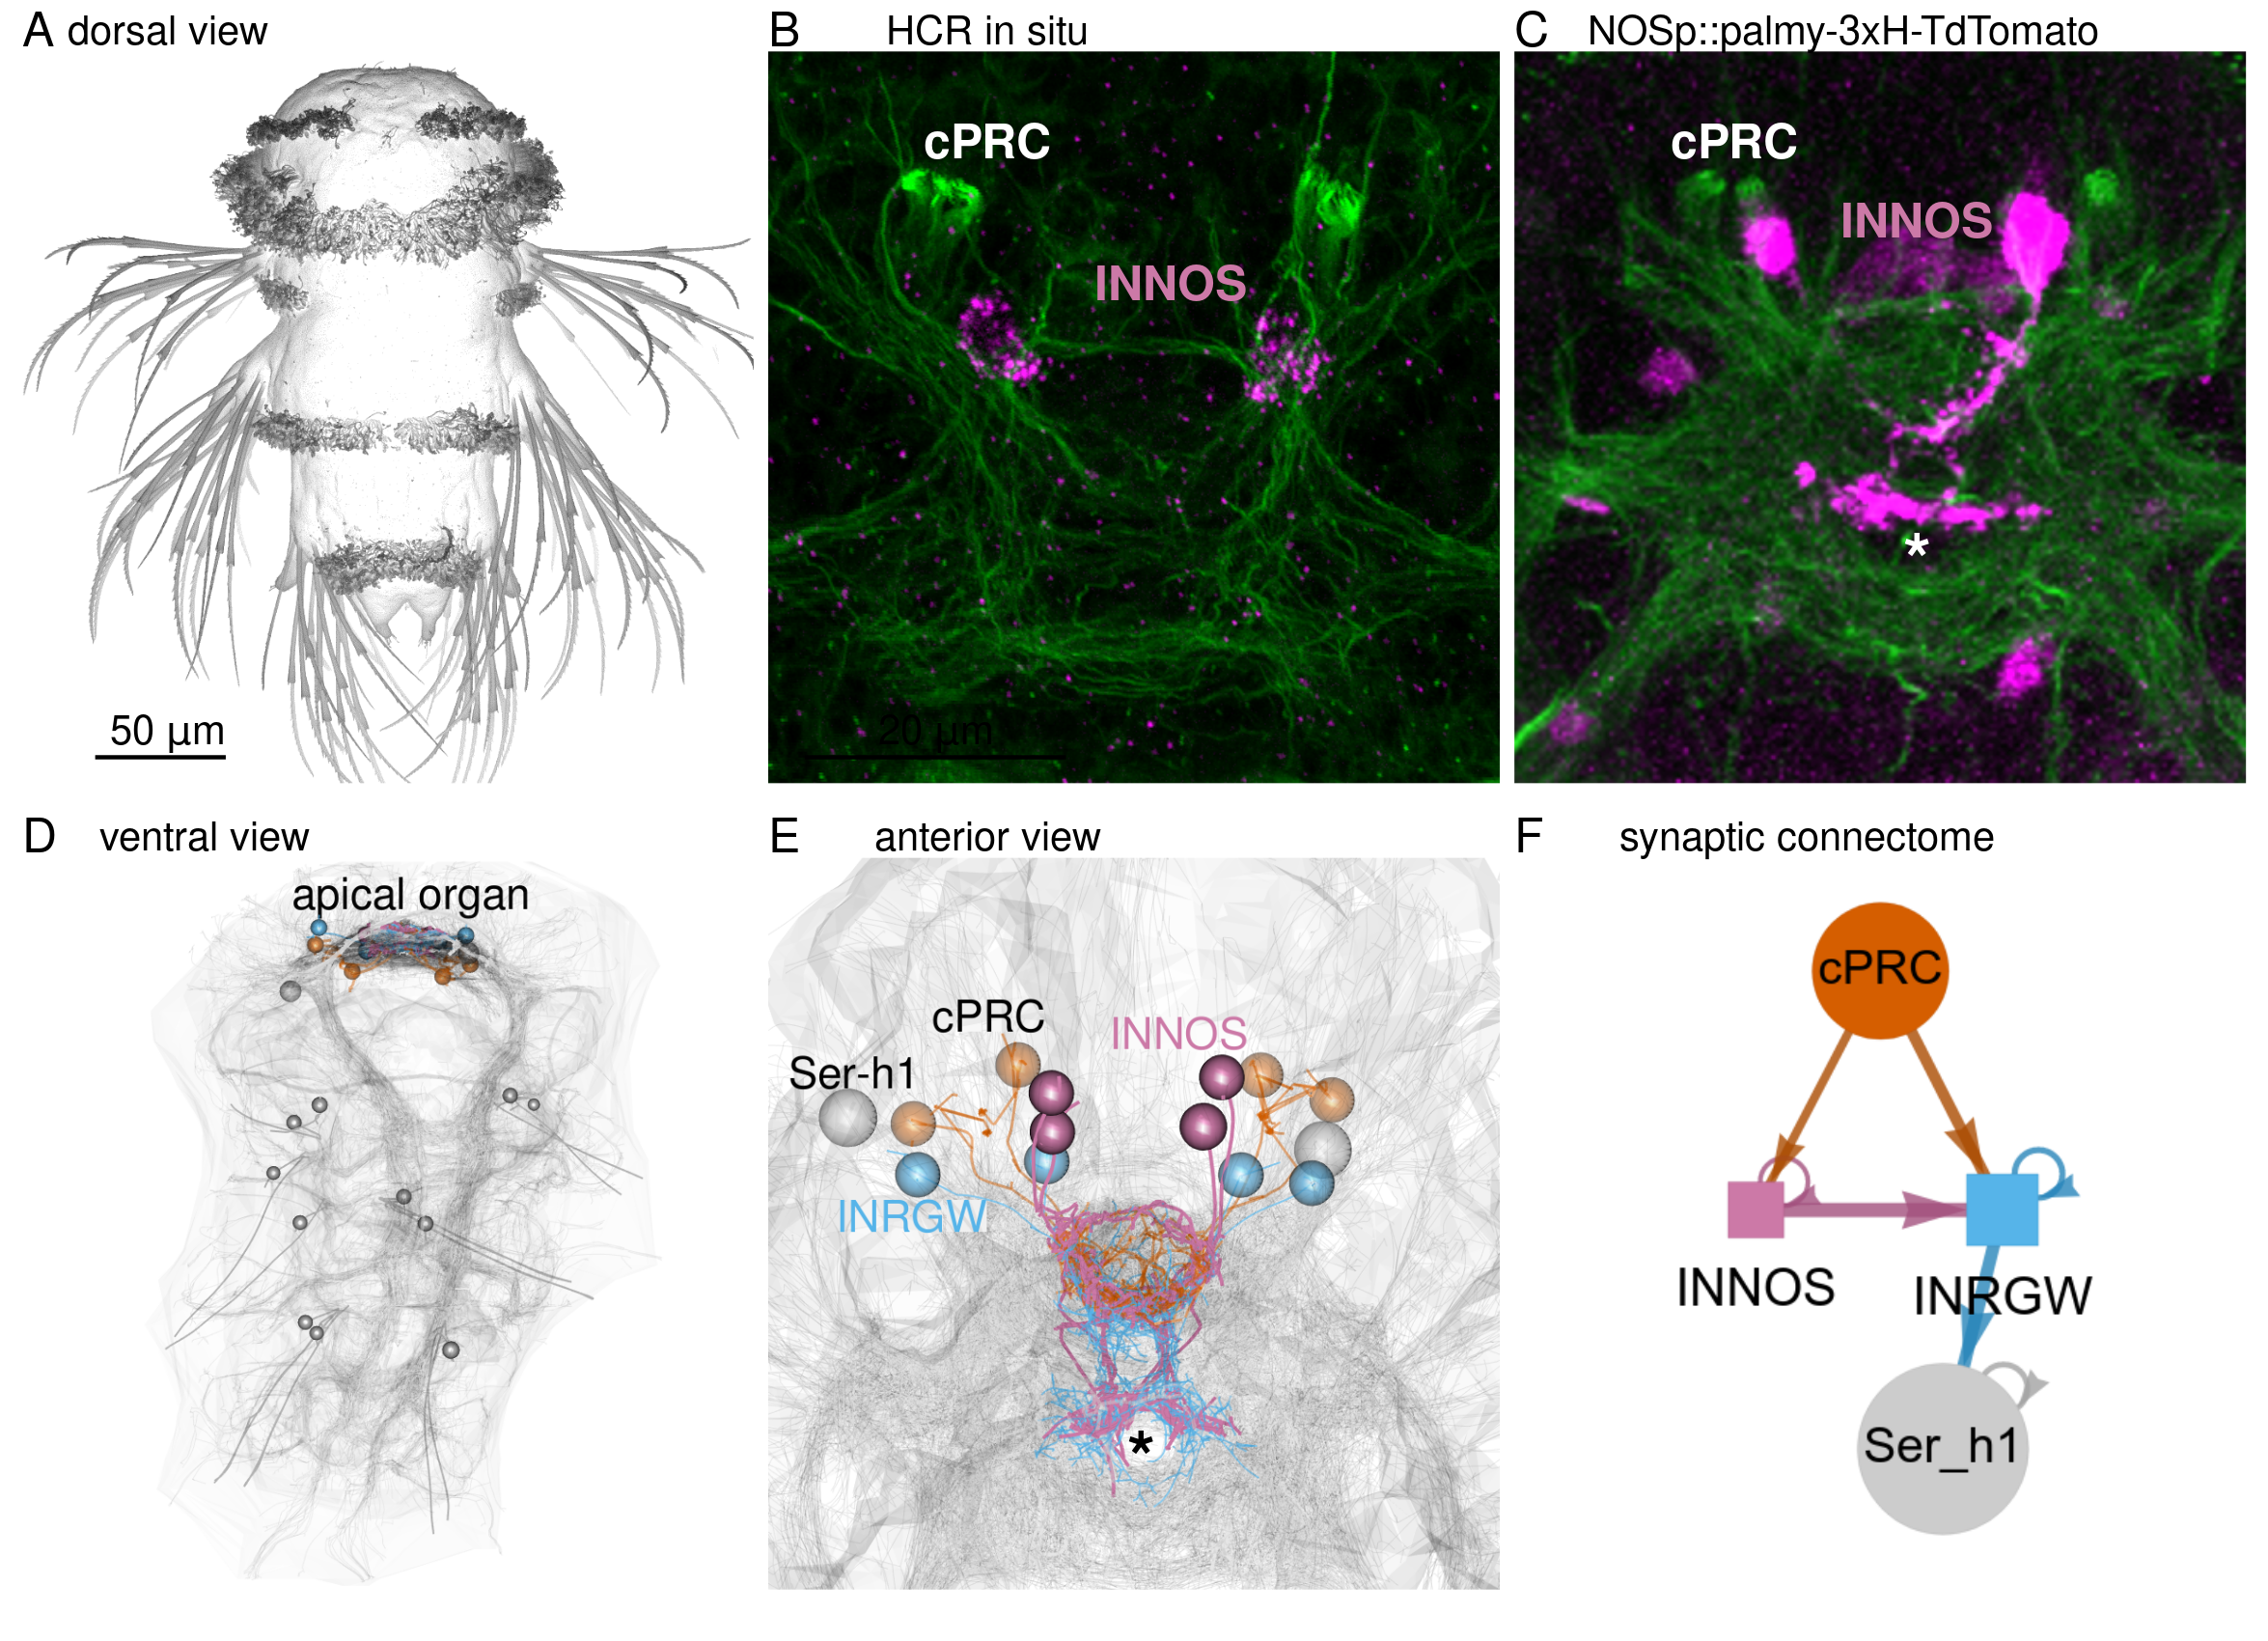 A dorsal view
B HCR in situ
C NOSp::palmy-3xH-TdTomato
cPRC
INNOS
cPRC
INNOS
*
50 µm
20 µm
D ventral view
E anterior view
F synaptic connectome
apical organ
cPRC
INNOS
Ser-h1
INRGW
*
cPRC
INNOS
INRGW
Ser_h1